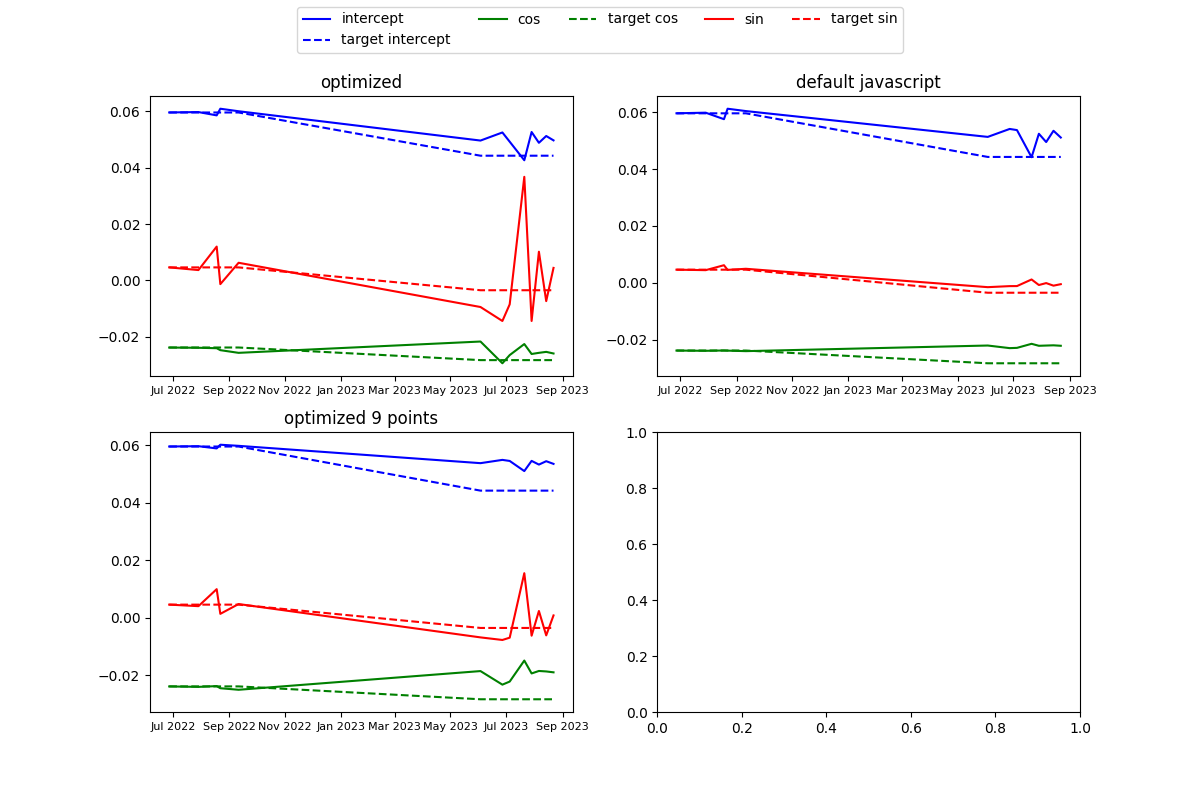 intercept cos target cos sin target sin
target intercept
optimized
0.06
0.04
0.02
0.00
−0.02
Jul 2022 Sep 2022 Nov 2022 Jan 2023 Mar 2023 May 2023 Jul 2023 Sep 2023
default javascript
0.06
0.04
0.02
0.00
−0.02
Jul 2022 Sep 2022 Nov 2022 Jan 2023 Mar 2023 May 2023 Jul 2023 Sep 2023
optimized 9 points
0.06
0.04
0.02
0.00
−0.02
Jul 2022 Sep 2022 Nov 2022 Jan 2023 Mar 2023 May 2023 Jul 2023 Sep 2023
1.0
0.8
0.6
0.4
0.2
0.0
0.0 0.2 0.4 0.6 0.8 1.0